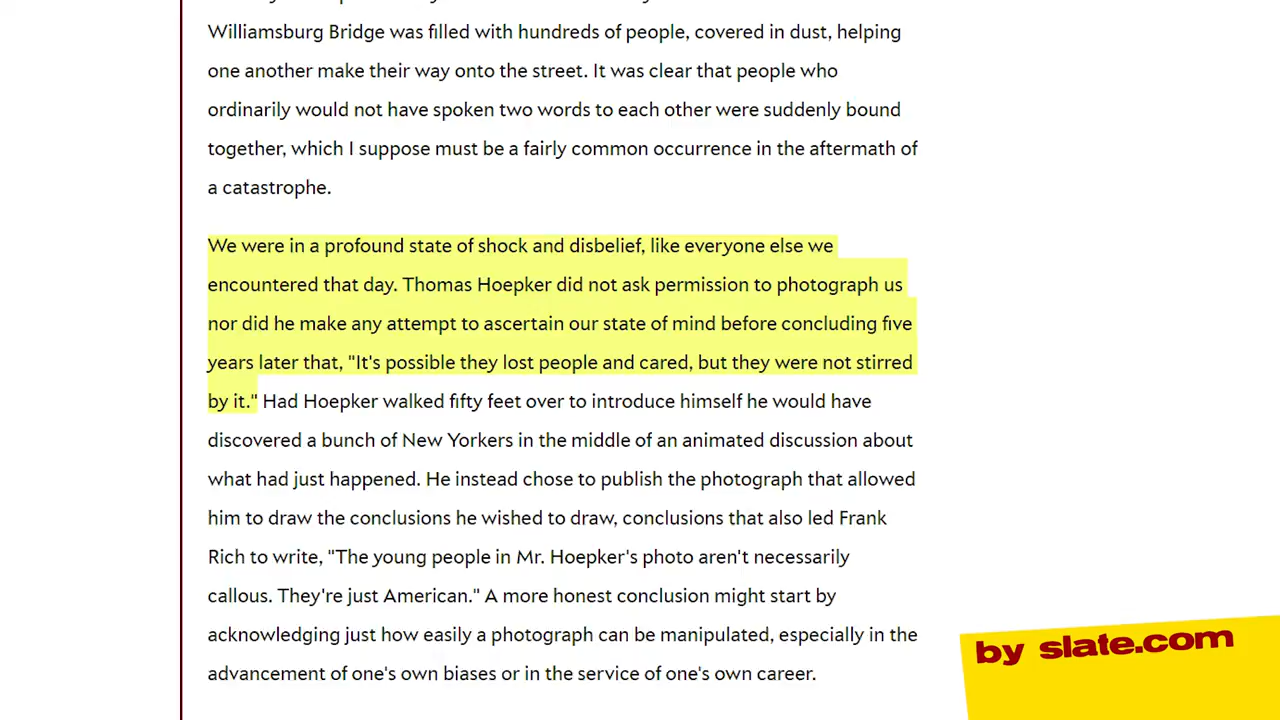 Williamsburg Bridge was filled with hundreds of people, covered in dust, helping
one another make their way onto the street. It was clear that people who
ordinarily would not have spoken two words to each other were suddenly bound
together, which I suppose must be a fairly common occurrence in the aftermath of
a catastrophe.
We were in a profound state of shock and disbelief, like everyone else we
encountered that day. Thomas Hoepker did not ask permission to photograph us
nor did he make any attempt to ascertain our state of mind before concluding five
years later that, "It's possible they lost people and cared, but they were not stirred
by it." Had Hoepker walked fifty feet over to introduce himself he would have
discovered a bunch of New Yorkers in the middle of an animated discussion about
what had just happened. He instead chose to publish the photograph that allowed
him to draw the conclusions he wished to draw, conclusions that also led Frank
Rich to write, "The young people in Mr. Hoepker's photo aren't necessarily
callous. They're just American." A more honest conclusion might start by
acknowledging just how easily a photograph can be manipulated, especially in the
advancement of one's own biases or in the service of one's own career.
by slate.com